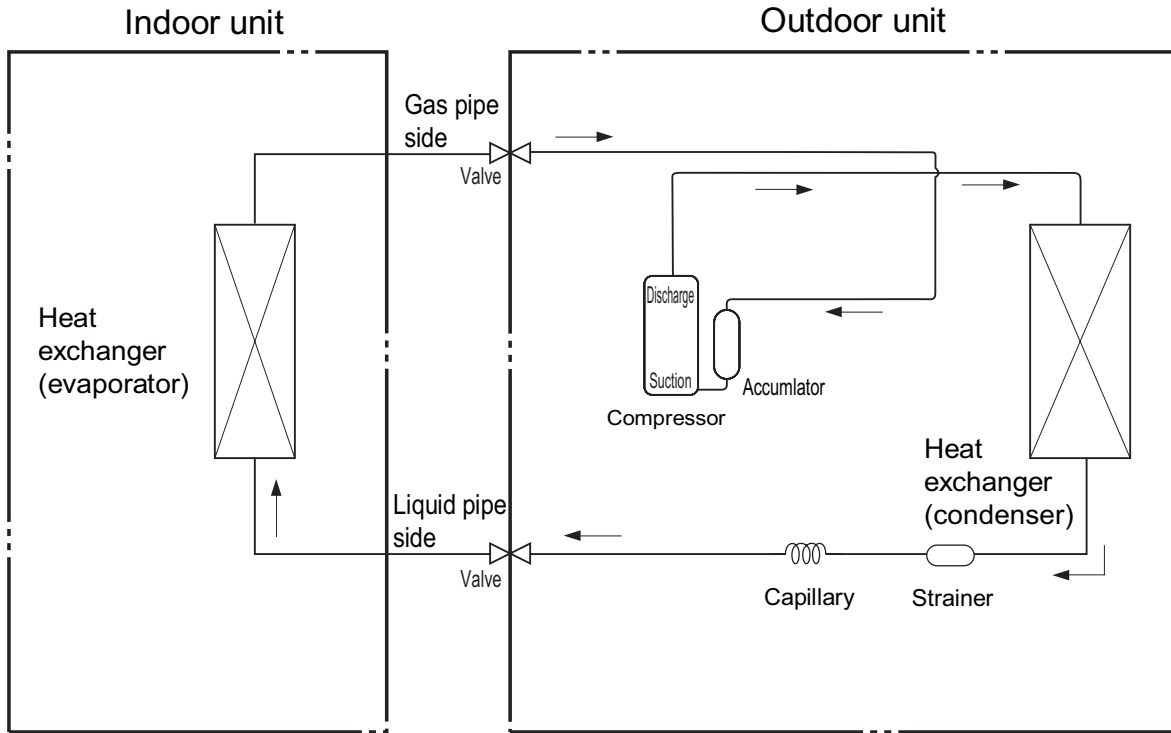 Indoor unit
Outdoor unit
Gas pipe
side
Valve
Discharge
Suction
Accumlator
Compressor
Heat
exchanger
(evaporator)
Heat
exchanger
(condenser)
Liquid pipe
side
Valve
Capillary
Strainer